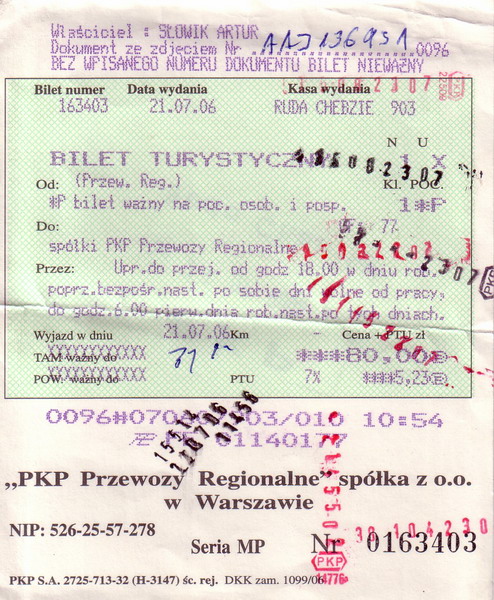 Właściciel : SŁOWIK ARTUR
Dokument ze zdjęciem Nr AAJ136931 0096
BEZ WPISANEGO NUMERU DOKUMENTU BILET NIEWAŻNY
Bilet numer Data wydania Kasa wydania
163403 21.07.06 RUDA CHEBZIE 903
N U
BILET TURYSTYCZNY 1 X
Od: (Przew. Reg.) Kl. POC.
*P bilet ważny na poc. osob. i posp. 1*P
Do: 77
spółki PKP Przewozy Regionalne
Przez: Upr.do przej. od godz 18.00 w dniu rob.
poprz.bezpośr.nast. po sobie dni wolne od pracy,
do godz.6.00 pierw.dnia rob.nast.po tych dniach.
Wyjazd w dniu 21.07.06 Km - Cena + PTU zł
TAM ważny do XXXXXXXXXX ***80,00
POW. ważny do XXXXXXXXXX PTU 7% ***5,23
03/010 10:54
01140177
„PKP Przewozy Regionalne" spółka z o.o.
w Warszawie
NIP: 526-25-57-278
Seria MP Nr 0163403
PKP
PKP S.A. 2725-713-32 (H-3147) śc. rej. DKK zam. 1099/06